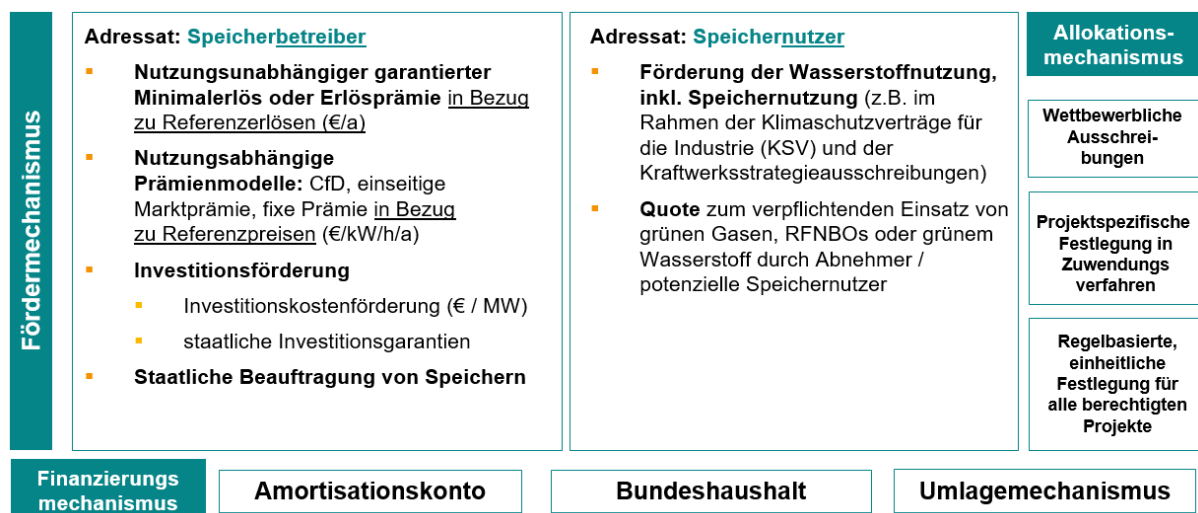 Fördermechanismus
Adressat: Speicherbetreiber
▪ Nutzungsunabhängiger garantierter
Minimalerlös oder Erlösprämie in Bezug
zu Referenzerlösen (€/a)
▪ Nutzungsabhängige
Prämienmodelle: CfD, einseitige
Marktprämie, fixe Prämie in Bezug
zu Referenzpreisen (€/kW/h/a)
▪ Investitionsförderung
▪ Investitionskostenförderung (€ / MW)
▪ staatliche Investitionsgarantien
▪ Staatliche Beauftragung von Speichern
Adressat: Speichernutzer
▪ Förderung der Wasserstoffnutzung,
inkl. Speichernutzung (z.B. im
Rahmen der Klimaschutzverträge für
die Industrie (KSV) und der
Kraftwerksstrategieausschreibungen)
▪ Quote zum verpflichtenden Einsatz von
grünen Gasen, RFNBOs oder grünem
Wasserstoff durch Abnehmer /
potenzielle Speichernutzer
Allokations-
mechanismus
Wettbewerbliche
Ausschrei-
bungen
Projektspezifische
Festlegung in
Zuwendungs
verfahren
Regelbasierte,
einheitliche
Festlegung für
alle berechtigten
Projekte
Finanzierungs
mechanismus
Amortisationskonto
Bundeshaushalt
Umlagemechanismus